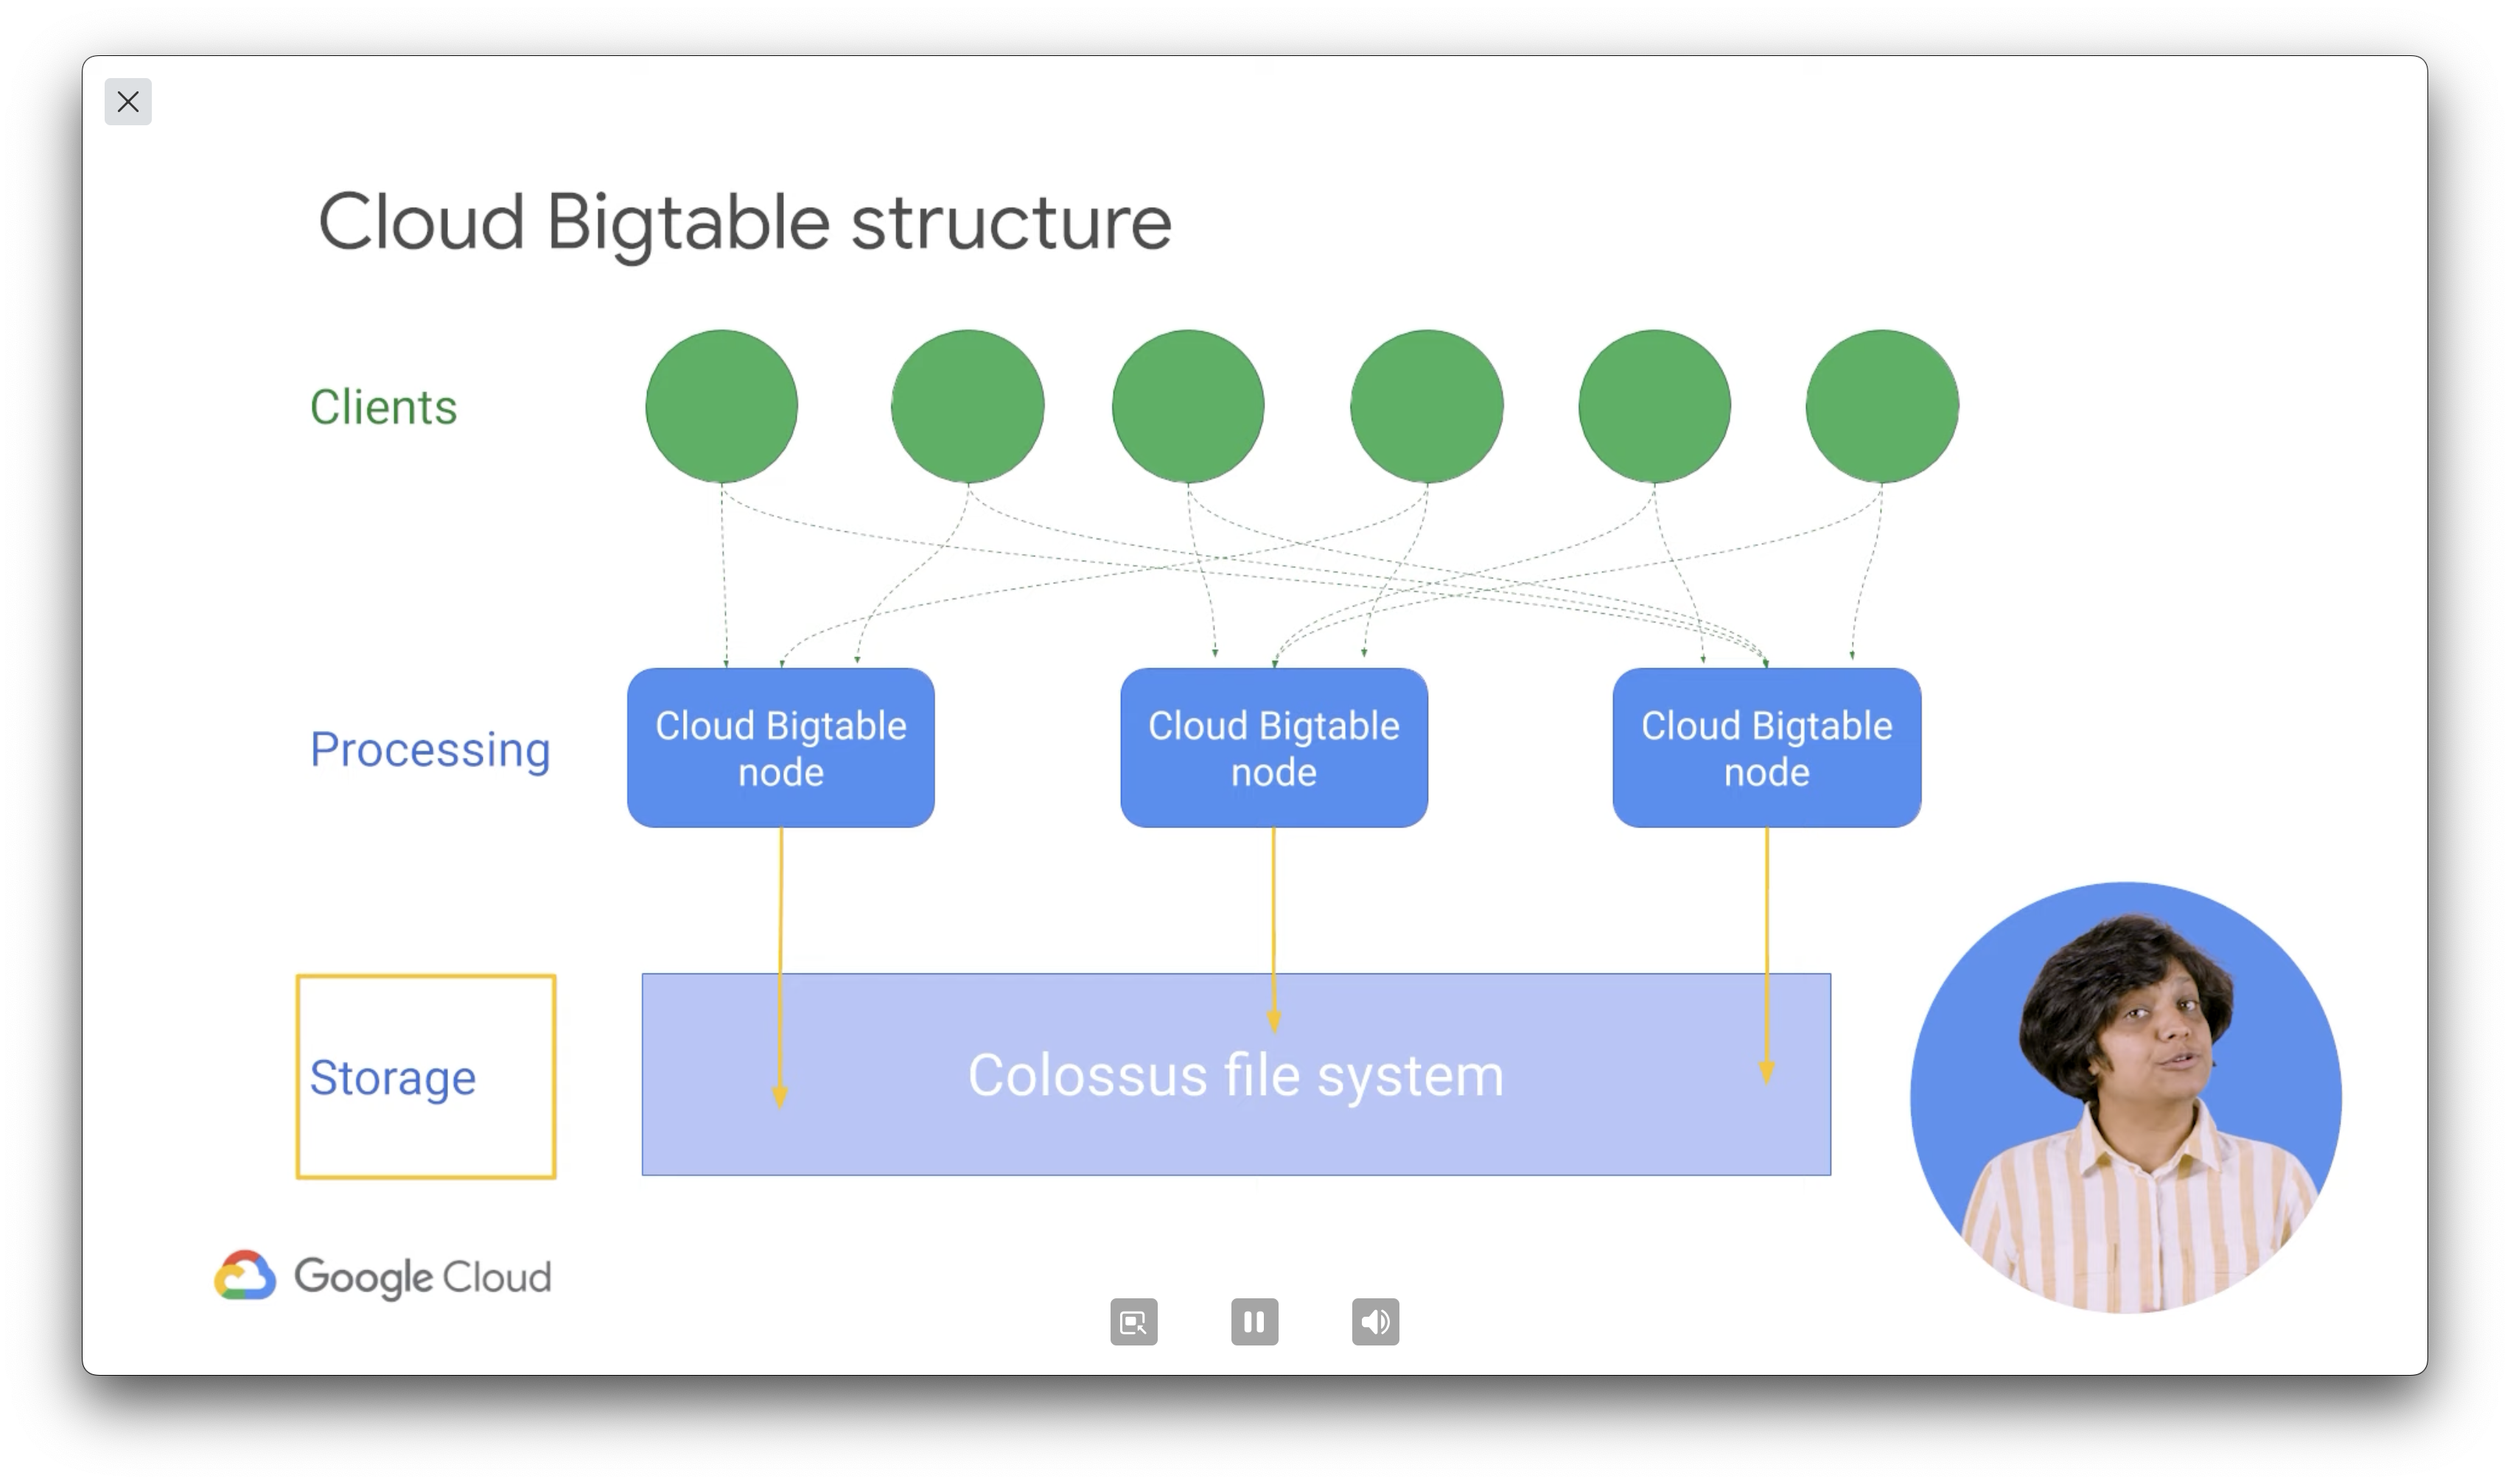 Cloud Bigtable structure
Clients
Processing
Cloud Bigtable
node
Cloud Bigtable
node
Cloud Bigtable
node
Storage
Colossus file system
Google Cloud